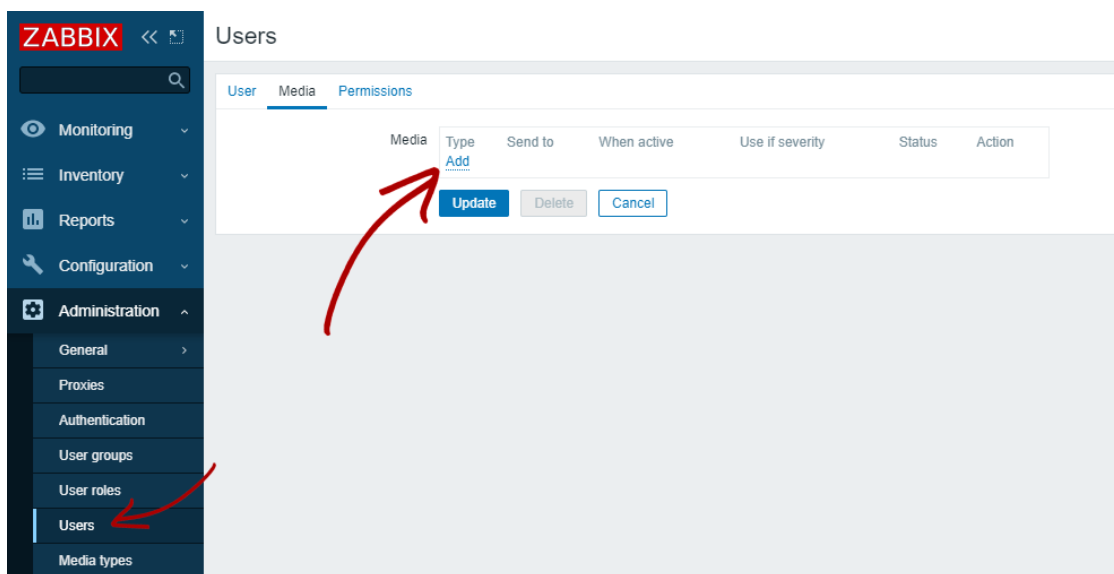 ZABBIX
Users
User Media Permissions
Monitoring
Inventory
Reports
Configuration
Administration
General
Proxies
Authentication
User groups
User roles
Users
Media types
Media Type Send to When active Use if severity Status Action
Add
Update Delete Cancel